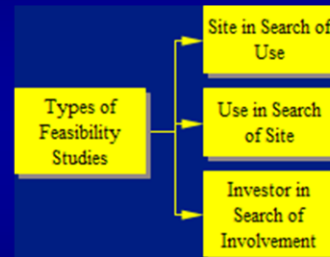 Types of
Feasibility
Studies
Site in Search of
Use
Use in Search
of Site
Investor in
Search of
Involvement